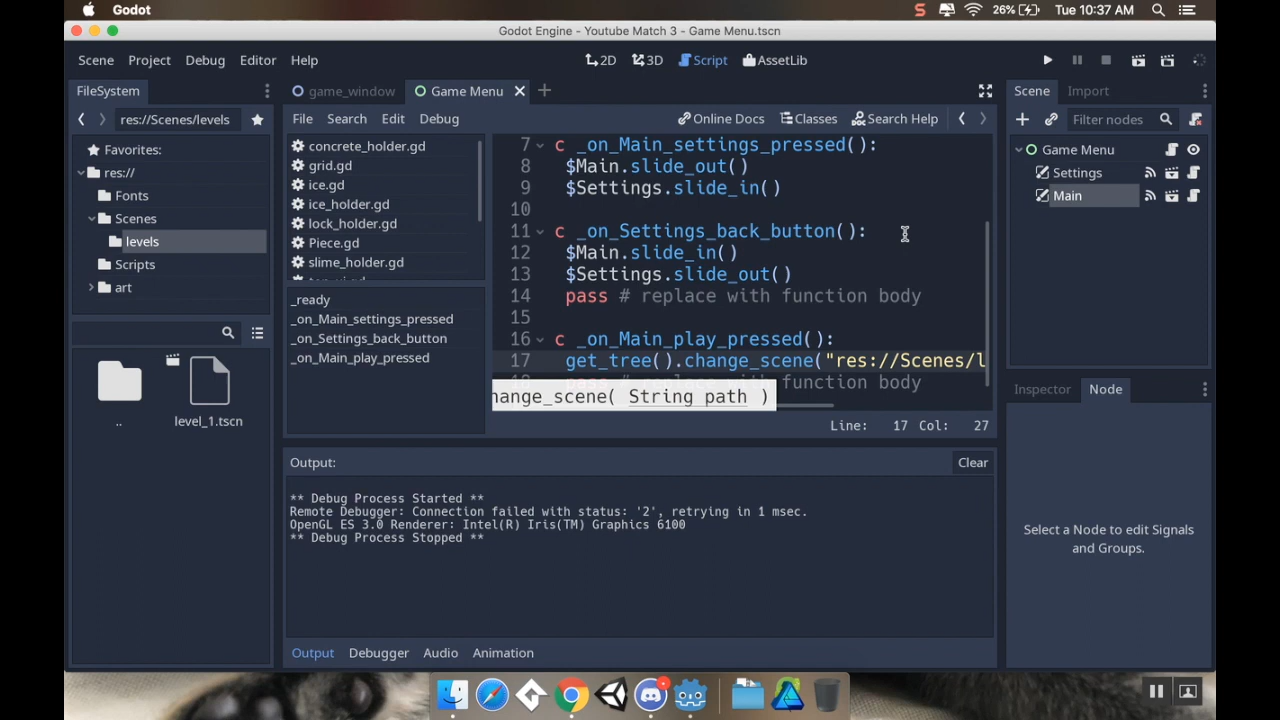 Godot
26%
Tue 10:37 AM
Godot Engine - Youtube Match 3 - Game Menu.tscn
Scene Project Debug Editor Help
2D 3D Script AssetLib
FileSystem
res://Scenes/levels
Favorites:
res://
Fonts
Scenes
levels
Scripts
art
..
level_1.tscn
game_window Game Menu
File Search Edit Debug
Online Docs Classes Search Help
concrete_holder.gd
grid.gd
ice.gd
ice_holder.gd
lock_holder.gd
Piece.gd
slime_holder.gd
_ready
_on_Main_settings_pressed
_on_Settings_back_button
_on_Main_play_pressed
7 c _on_Main_settings_pressed():
8 $Main.slide_out()
9 $Settings.slide_in()
10
11 c _on_Settings_back_button():
12 $Main.slide_in()
13 $Settings.slide_out()
14 pass # replace with function body
15
16 c _on_Main_play_pressed():
17 get_tree().change_scene("res://Scenes/l
18 pass # replace with function body
hange_scene( String path )
Line: 17 Col: 27
Output:
Clear
** Debug Process Started **
Remote Debugger: Connection failed with status: '2', retrying in 1 msec.
OpenGL ES 3.0 Renderer: Intel(R) Iris(TM) Graphics 6100
** Debug Process Stopped **
Output Debugger Audio Animation
Scene Import
Filter nodes
Game Menu
Settings
Main
Inspector Node
Select a Node to edit Signals
and Groups.